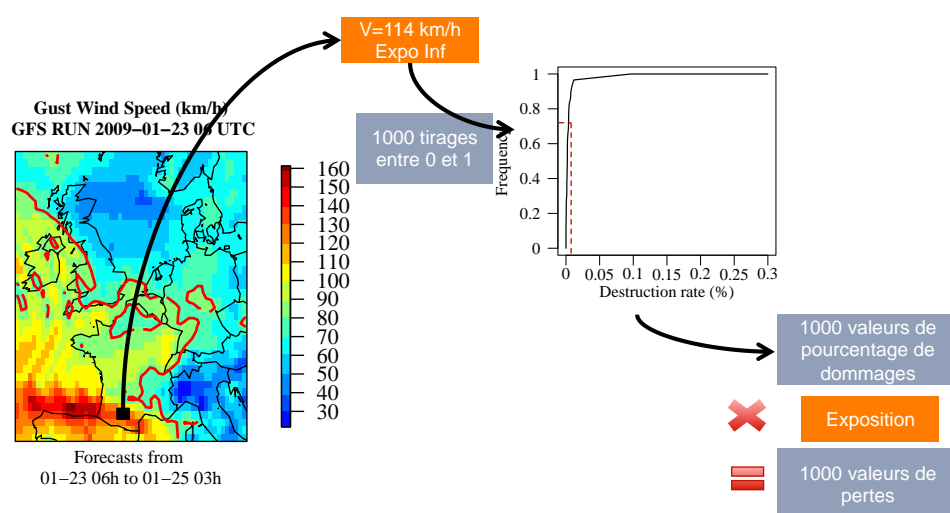 V=114 km/h
Expo Inf
Gust Wind Speed (km/h)
GFS RUN 2009−01−23 06 UTC
160
150
140
130
120
110
100
90
80
70
60
50
40
30
Forecasts from
01−23 06h to 01−25 03h
1000 tirages
entre 0 et 1
Frequency
1
0.8
0.6
0.4
0.2
0
0
0.05
0.1
0.15
0.2
0.25
0.3
Destruction rate (%)
1000 valeurs de
pourcentage de
dommages
Exposition
1000 valeurs de
pertes